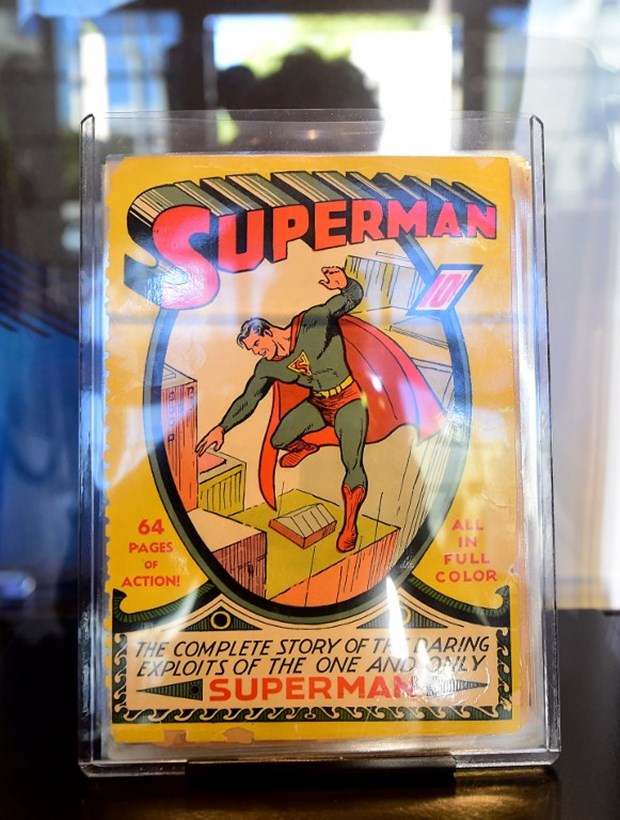 SUPERMAN
10¢
S
64
PAGES
OF
ACTION!
ALL
IN
FULL
COLOR
THE COMPLETE STORY OF THE DARING
EXPLOITS OF THE ONE AND ONLY
SUPERMAN